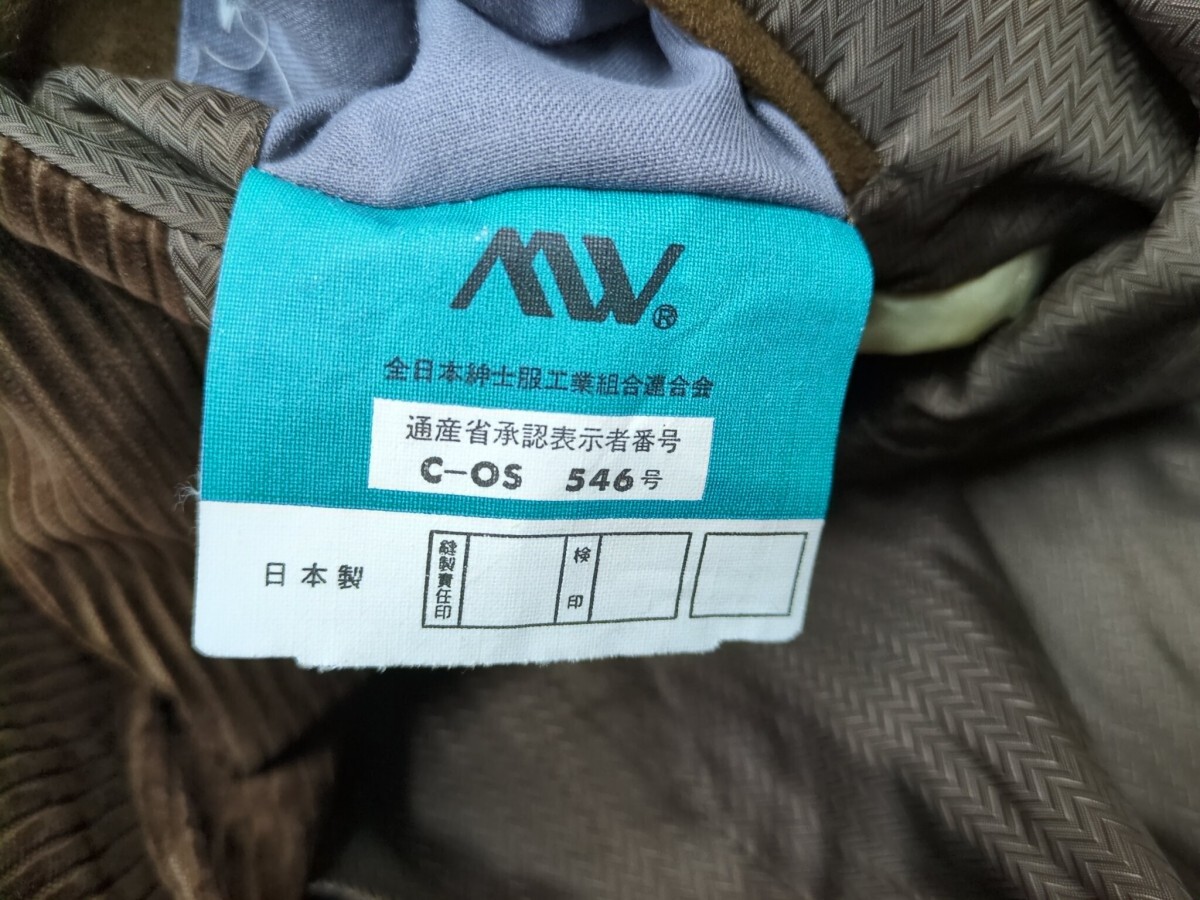 MW®
全日本紳士服工業組合連合会
通産省承認表示者番号
C-OS 546号
日本製
縫製責任印
検印